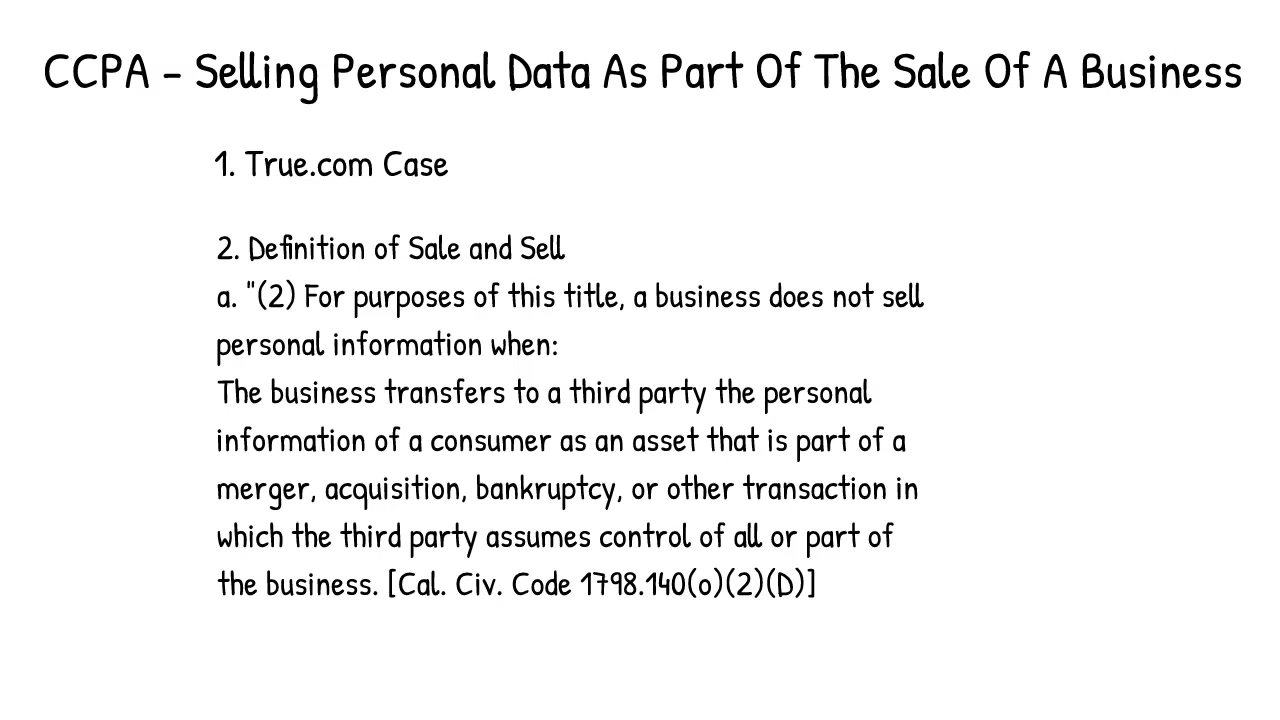 CCPA – Selling Personal Data As Part Of The Sale Of A Business
1. True.com Case
2. Definition of Sale and Sell
a. "(2) For purposes of this title, a business does not sell
personal information when:
The business transfers to a third party the personal
information of a consumer as an asset that is part of a
merger, acquisition, bankruptcy, or other transaction in
which the third party assumes control of all or part of
the business. [Cal. Civ. Code 1798.140(o)(2)(D)]